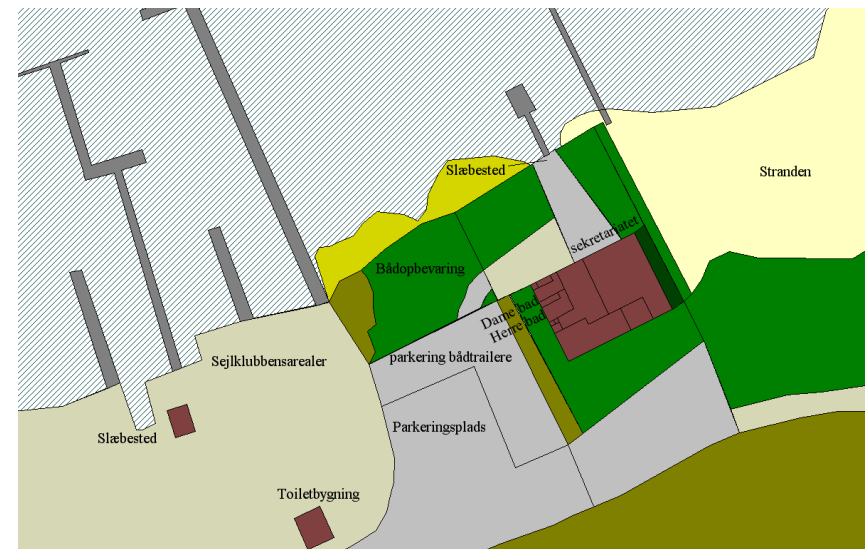 Slæbested
Stranden
sekretariatet
Bådopbevaring
Dame bad
Herre bad
parkering bådtrailere
Sejlklubbensarealer
Parkeringsplads
Slæbested
Toiletbygning